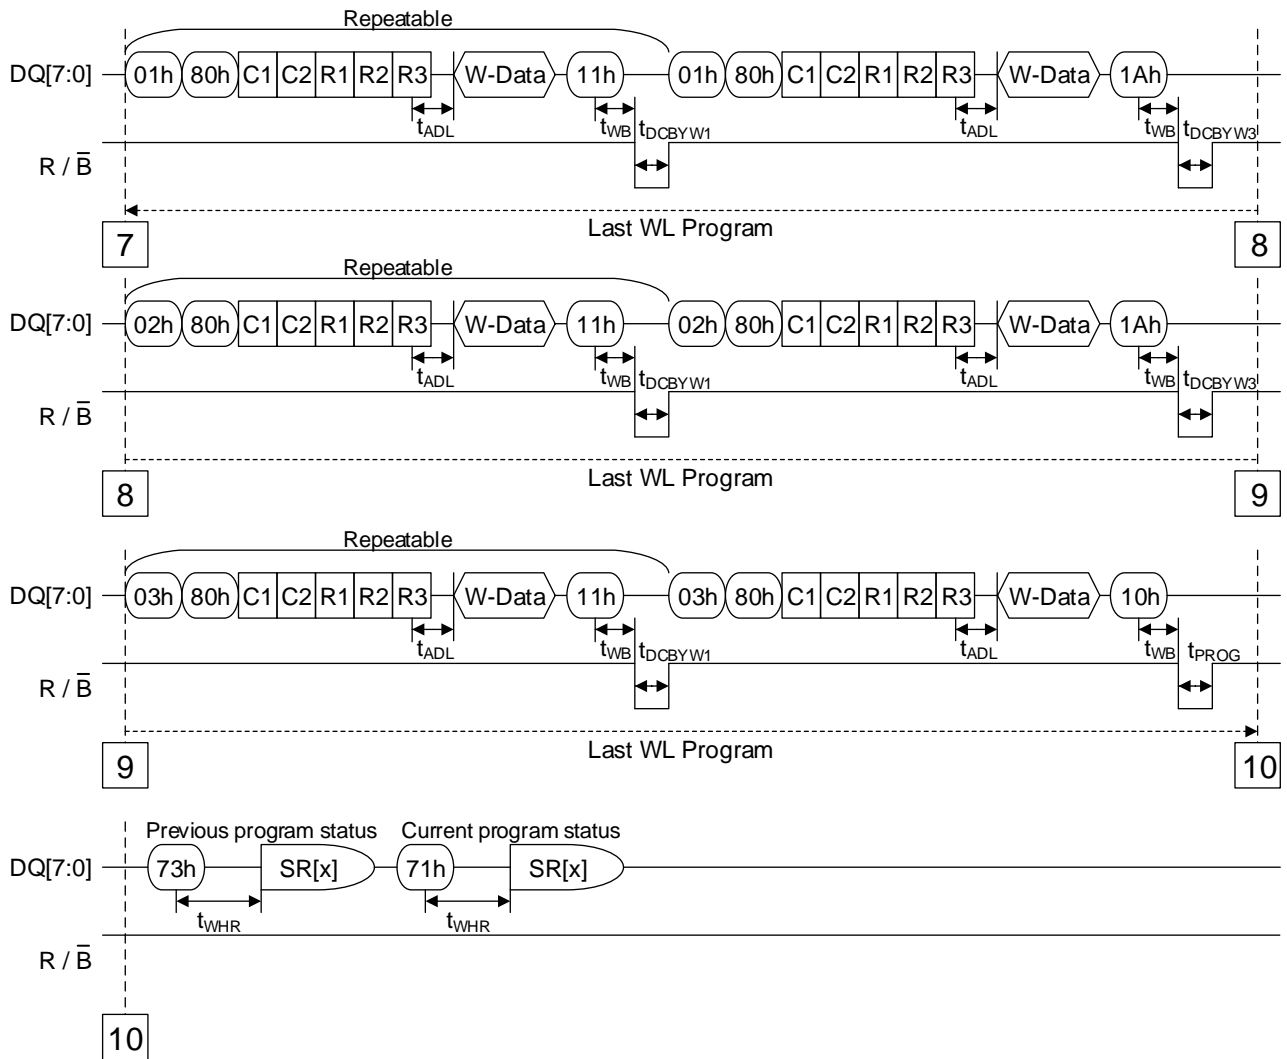 Repeatable
DQ[7:0] 01h 80h C1 C2 R1 R2 R3 W-Data 11h 01h 80h C1 C2 R1 R2 R3 W-Data 1Ah
tADL tWB tDCBYW1 tADL tWB tDCBYW3
R / B̅
Last WL Program
7 8
Repeatable
DQ[7:0] 02h 80h C1 C2 R1 R2 R3 W-Data 11h 02h 80h C1 C2 R1 R2 R3 W-Data 1Ah
tADL tWB tDCBYW1 tADL tWB tDCBYW3
R / B̅
Last WL Program
8 9
Repeatable
DQ[7:0] 03h 80h C1 C2 R1 R2 R3 W-Data 11h 03h 80h C1 C2 R1 R2 R3 W-Data 10h
tADL tWB tDCBYW1 tADL tWB tPROG
R / B̅
Last WL Program
9 10
Previous program status Current program status
DQ[7:0] 73h SR[x] 71h SR[x]
tWHR tWHR
R / B̅
10